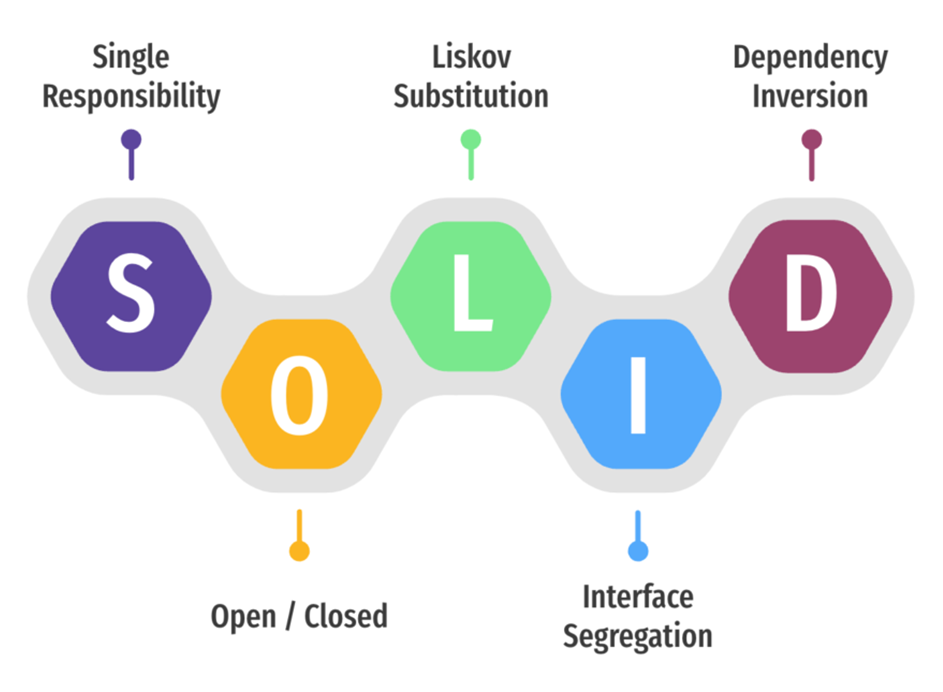 Single
Responsibility
Liskov
Substitution
Dependency
Inversion
S
O
L
I
D
Open / Closed
Interface
Segregation